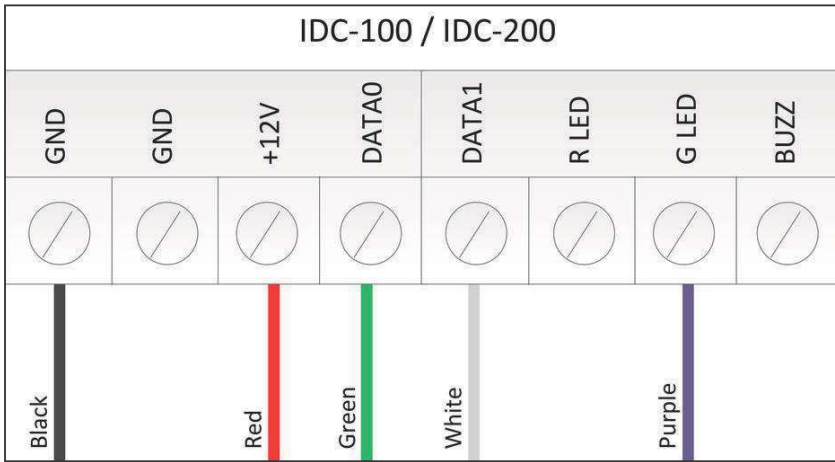 IDC-100 / IDC-200
GND
GND
+12V
DATA0
DATA1
R LED
G LED
BUZZ
Black
Red
Green
White
Purple